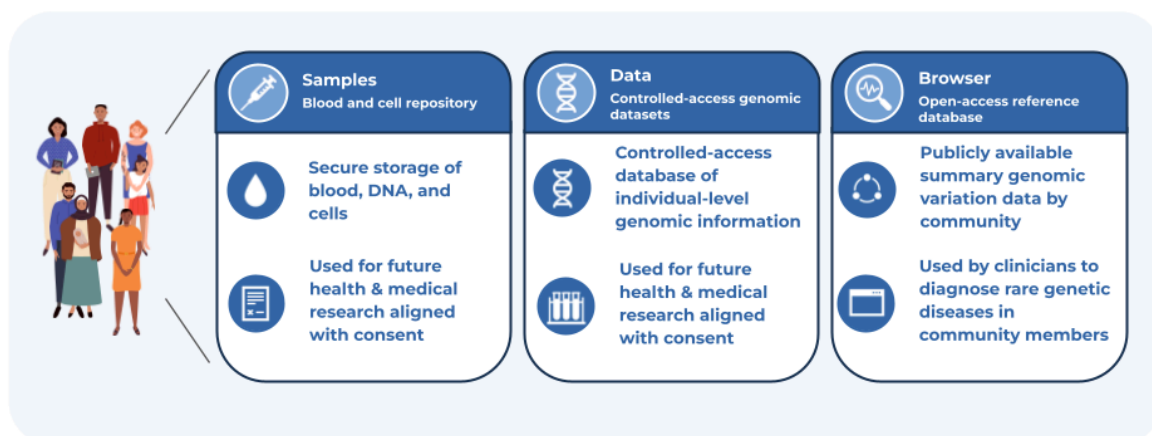 Samples
Blood and cell repository
Secure storage of
blood, DNA, and
cells
Used for future
health & medical
research aligned
with consent
Data
Controlled-access genomic
datasets
Controlled-access
database of
individual-level
genomic information
Used for future
health & medical
research aligned
with consent
Browser
Open-access reference
database
Publicly available
summary genomic
variation data by
community
Used by clinicians to
diagnose rare genetic
diseases in
community members